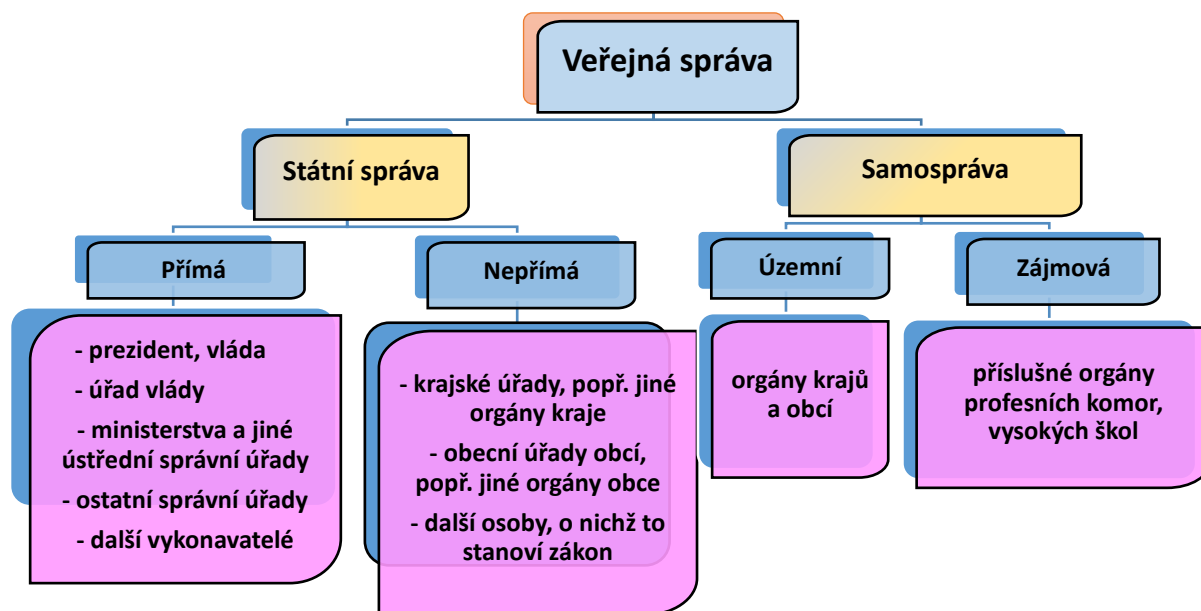 Veřejná správa
Státní správa
Samospráva
Přímá
Nepřímá
Územní
Zájmová
- prezident, vláda
- úřad vlády
- ministerstva a jiné
ústřední správní úřady
- ostatní správní úřady
- další vykonavatelé
- krajské úřady, popř. jiné
orgány kraje
- obecní úřady obcí,
popř. jiné orgány obce
- další osoby, o nichž to
stanoví zákon
orgány krajů
a obcí
příslušné orgány
profesních komor,
vysokých škol